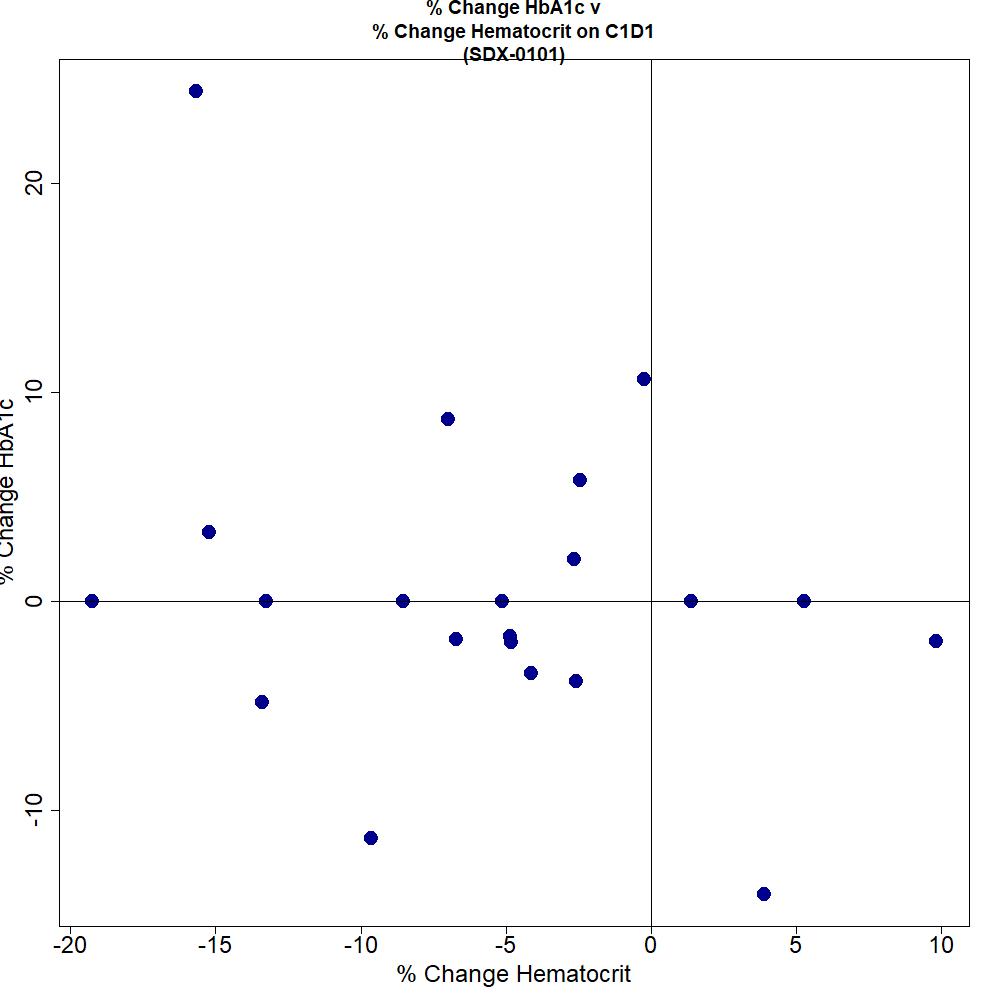 % Change HbA1c v
% Change Hematocrit on C1D1
(SDX-0101)
% Change HbA1c
20
10
0
-10
-20
-15
-10
-5
0
5
10
% Change Hematocrit